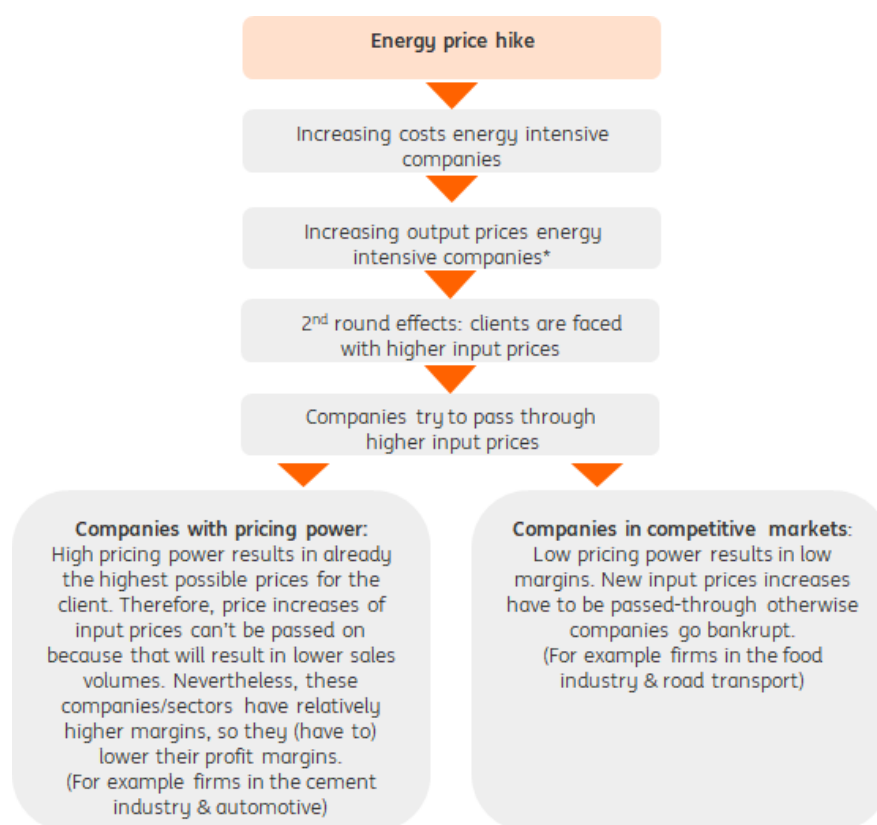 Energy price hike
Increasing costs energy intensive
companies
Increasing output prices energy
intensive companies*
2nd round effects: clients are faced
with higher input prices
Companies try to pass through
higher input prices
Companies with pricing power:
High pricing power results in already
the highest possible prices for the
client. Therefore, price increases of
input prices can't be passed on
because that will result in lower sales
volumes. Nevertheless, these
companies/sectors have relatively
higher margins, so they (have to)
lower their profit margins.
(For example firms in the cement
industry & automotive)
Companies in competitive markets:
Low pricing power results in low
margins. New input prices increases
have to be passed-through otherwise
companies go bankrupt.
(For example firms in the food
industry & road transport)